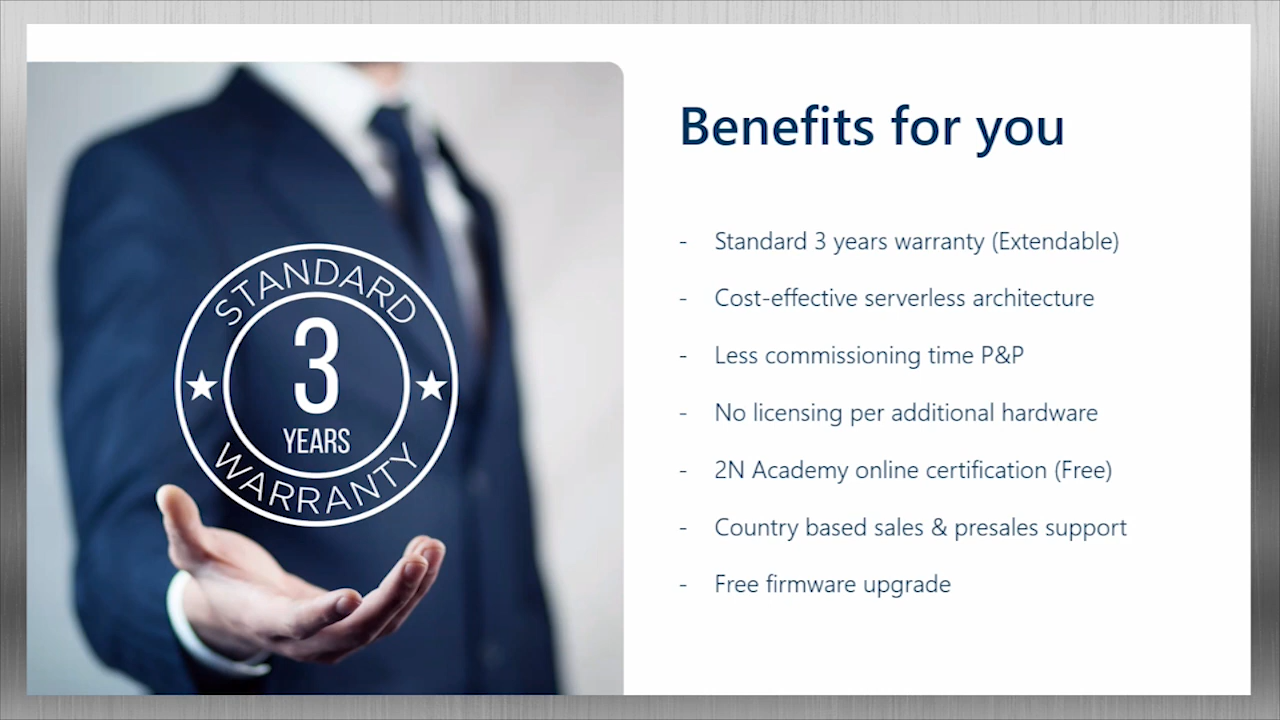 STANDARD
3
YEARS
WARRANTY
Benefits for you
- Standard 3 years warranty (Extendable)
- Cost-effective serverless architecture
- Less commissioning time P&P
- No licensing per additional hardware
- 2N Academy online certification (Free)
- Country based sales & presales support
- Free firmware upgrade